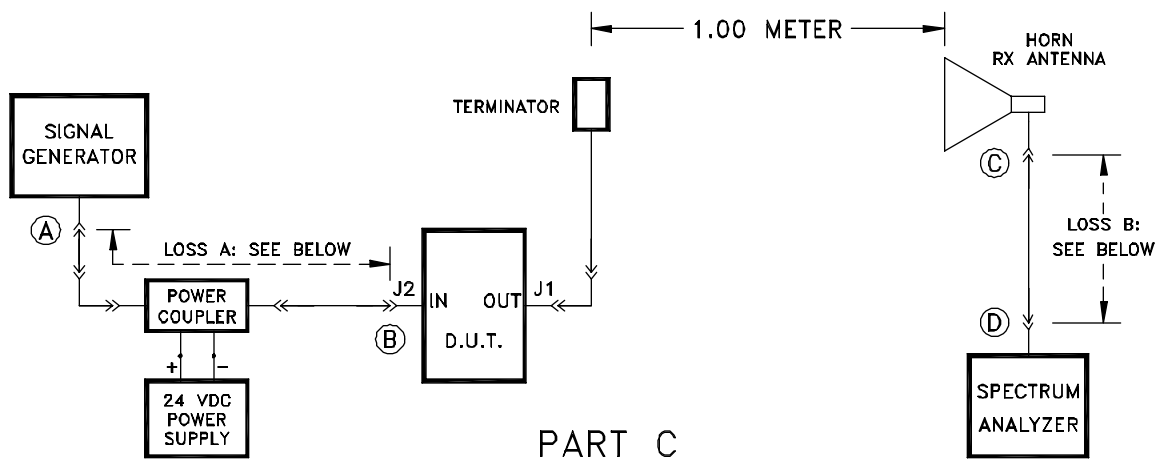 1.00 METER
HORN
RX ANTENNA
TERMINATOR
SIGNAL
GENERATOR
A
LOSS A: SEE BELOW
C
LOSS B:
SEE BELOW
POWER
COUPLER
J2
IN
OUT
J1
B
D.U.T.
D
+
-
24 VDC
POWER
SUPPLY
SPECTRUM
ANALYZER
PART C